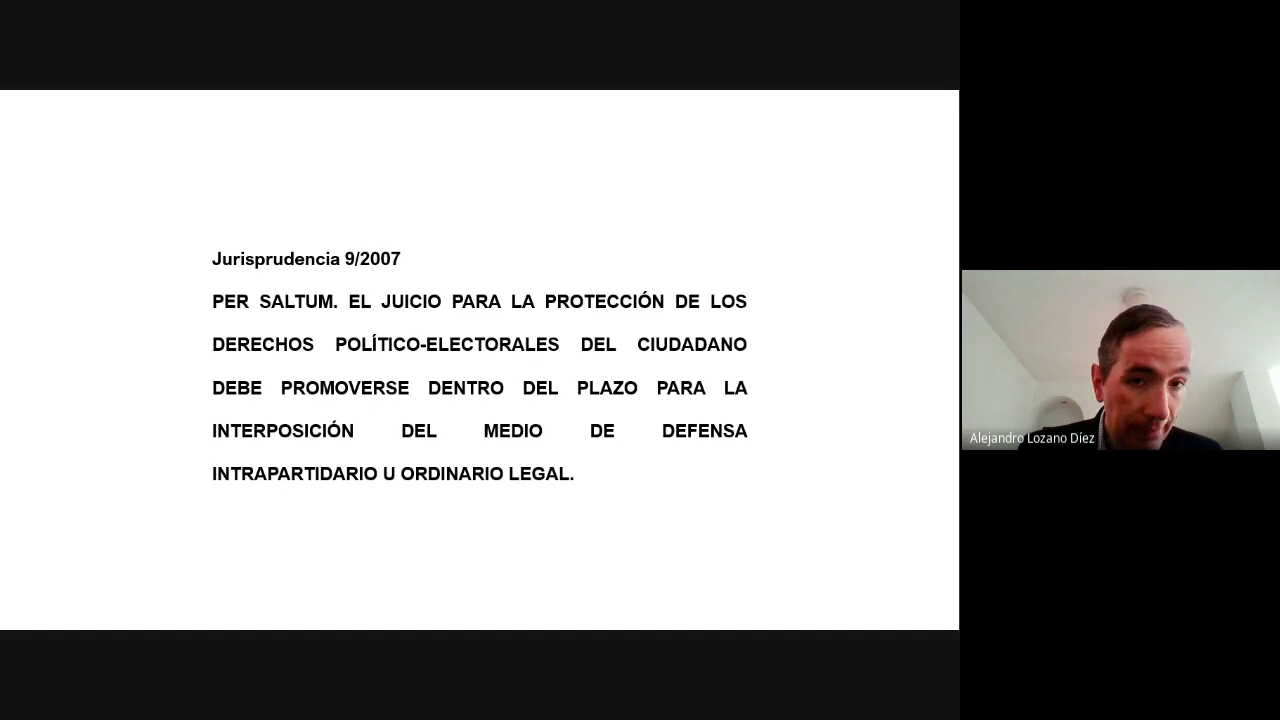 Jurisprudencia 9/2007
PER SALTUM. EL JUICIO PARA LA PROTECCIÓN DE LOS
DERECHOS POLÍTICO-ELECTORALES DEL CIUDADANO
DEBE PROMOVERSE DENTRO DEL PLAZO PARA LA
INTERPOSICIÓN DEL MEDIO DE DEFENSA
INTRAPARTIDARIO U ORDINARIO LEGAL.
Alejandro Lozano Díez